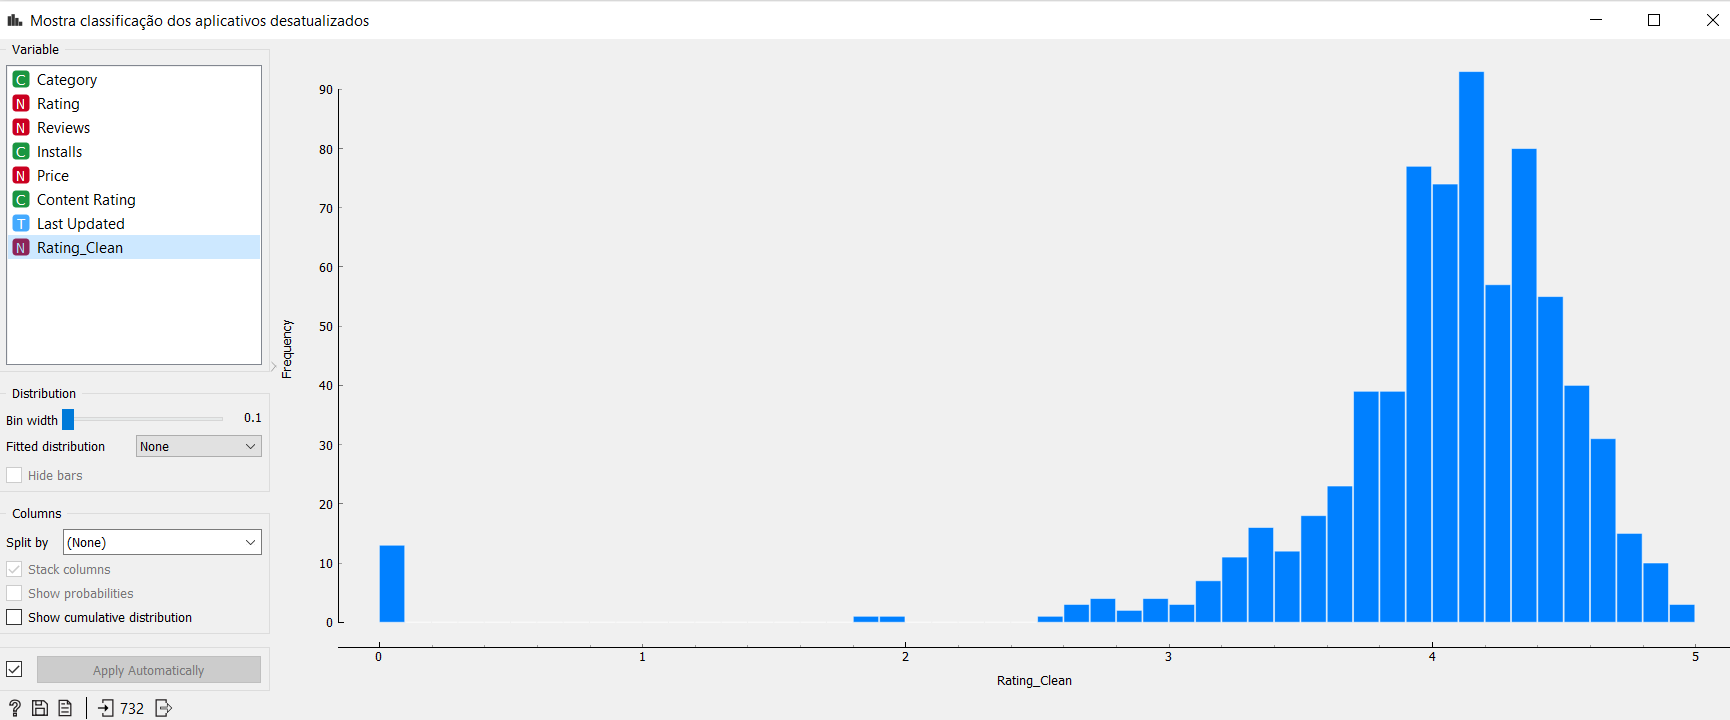 Mostra classificação dos aplicativos desatualizados
Variable
C Category
N Rating
N Reviews
C Installs
N Price
C Content Rating
T Last Updated
N Rating_Clean
Distribution
Bin width 0.1
Fitted distribution None
Hide bars
Columns
Split by (None)
Stack columns
Show probabilities
Show cumulative distribution
Apply Automatically
? 732
Frequency
90
80
70
60
50
40
30
20
10
0
0 1 2 3 4 5
Rating_Clean